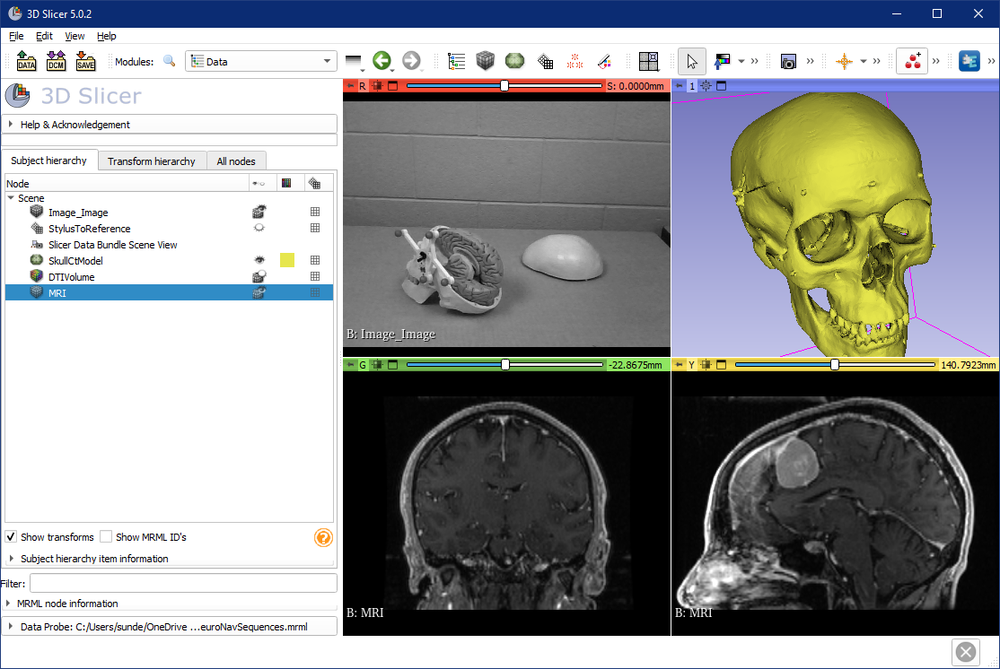 3D Slicer 5.0.2
File Edit View Help
DATA DCM SAVE Modules: Data
3D Slicer
Help & Acknowledgement
Subject hierarchy Transform hierarchy All nodes
Node
Scene
Image_Image
StylusToReference
Slicer Data Bundle Scene View
SkullCtModel
DTIVolume
MRI
Show transforms Show MRML ID's
Subject hierarchy item information
Filter:
MRML node information
Data Probe: C:/Users/sunde/OneDrive ...euroNavSequences.mrml
R S: 0.0000mm
B: Image_Image
1
G -22.8675mm
B: MRI
Y 140.7923mm
B: MRI